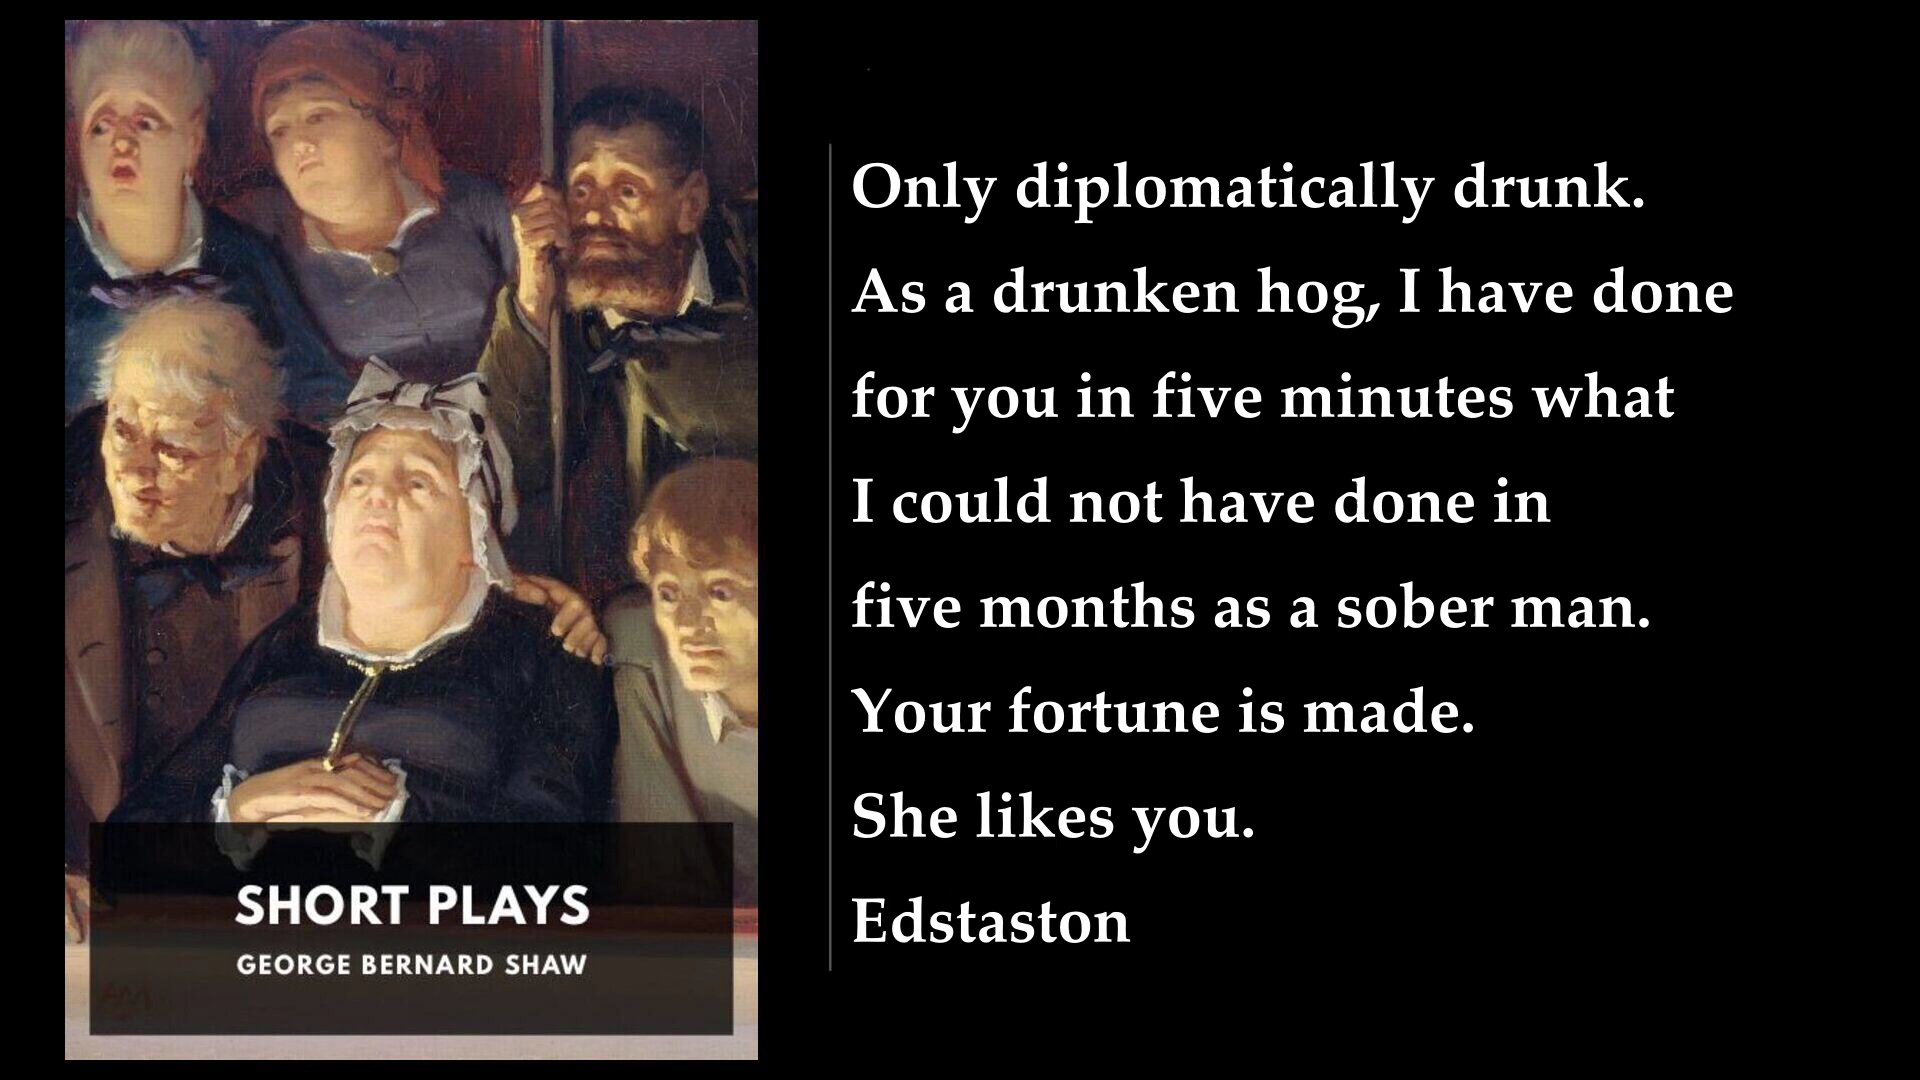 SHORT PLAYS
GEORGE BERNARD SHAW
Only diplomatically drunk.
As a drunken hog, I have done
for you in five minutes what
I could not have done in
five months as a sober man.
Your fortune is made.
She likes you.
Edstaston